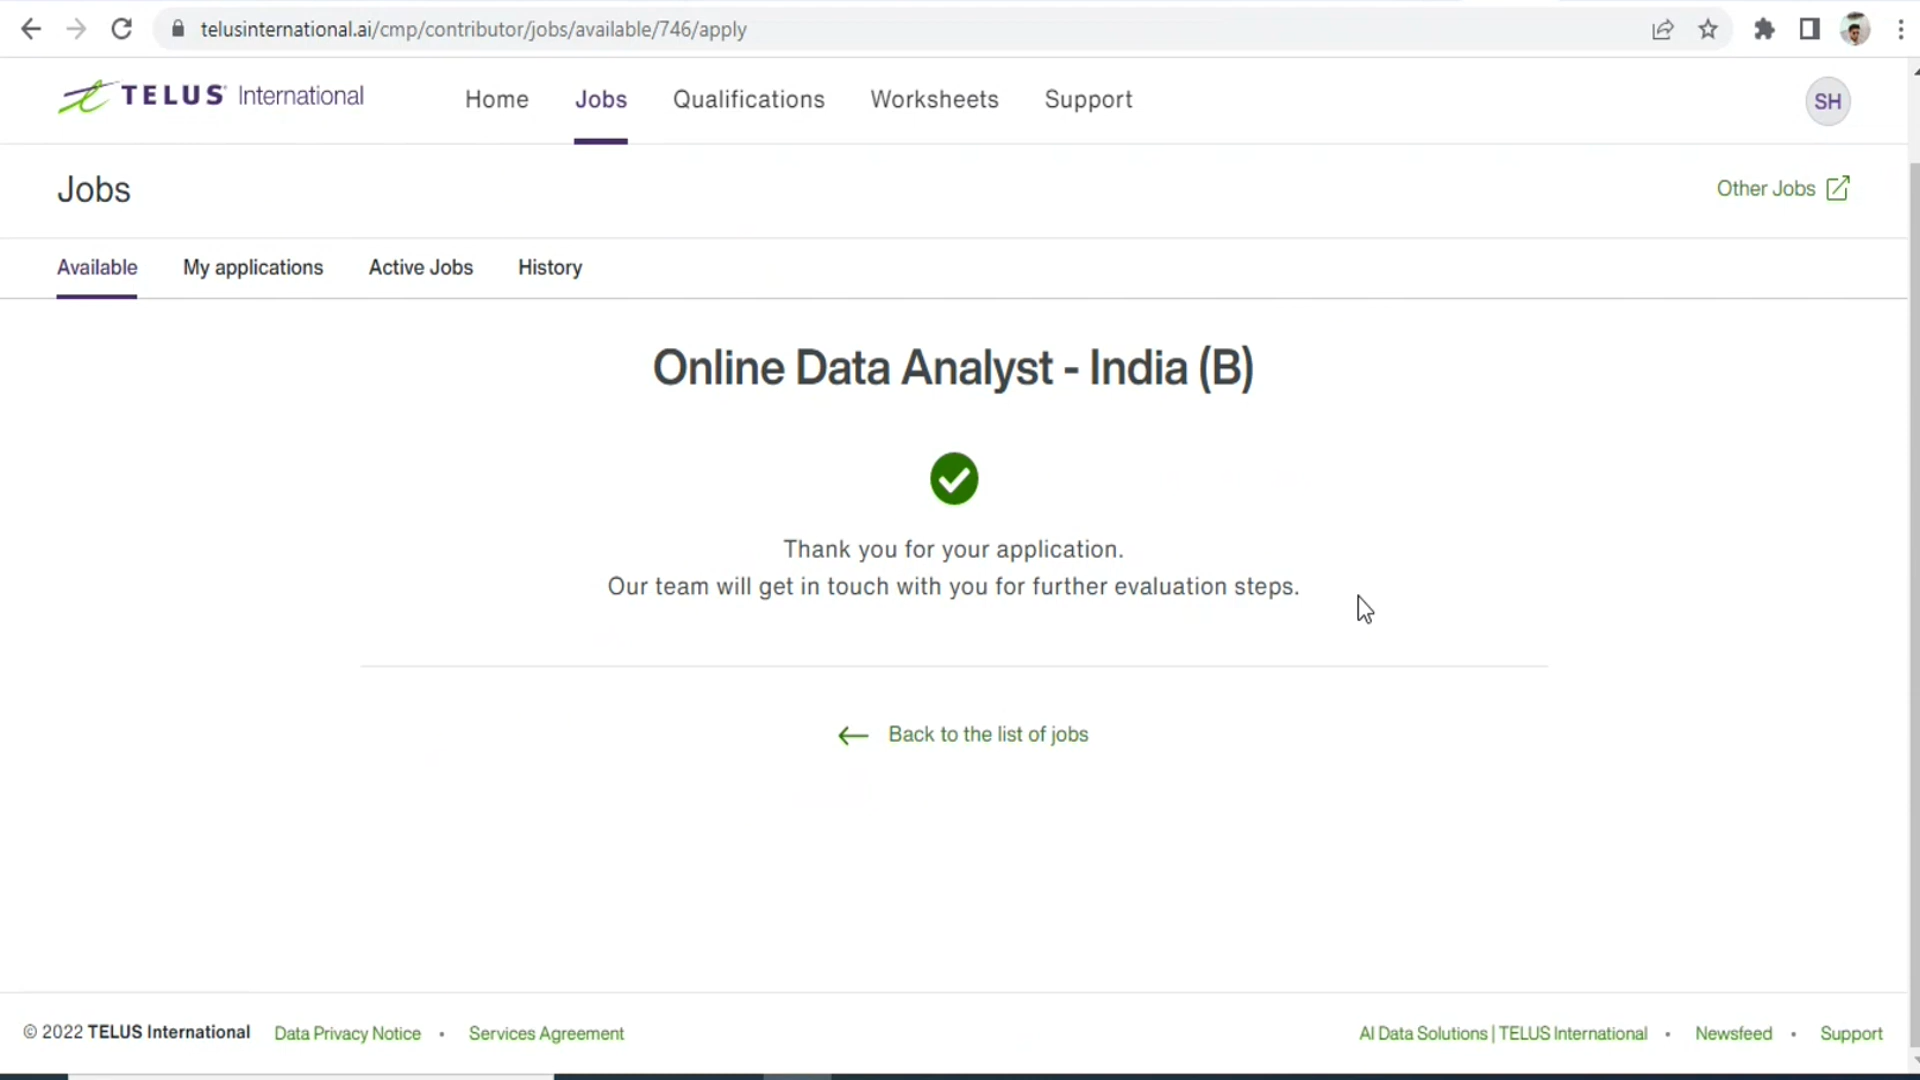 telusinternational.ai/cmp/contributor/jobs/available/746/apply
TELUS International
Home Jobs Qualifications Worksheets Support
SH
Jobs
Other Jobs
Available My applications Active Jobs History
Online Data Analyst - India (B)
Thank you for your application.
Our team will get in touch with you for further evaluation steps.
Back to the list of jobs
© 2022 TELUS International Data Privacy Notice • Services Agreement
AI Data Solutions | TELUS International • Newsfeed • Support